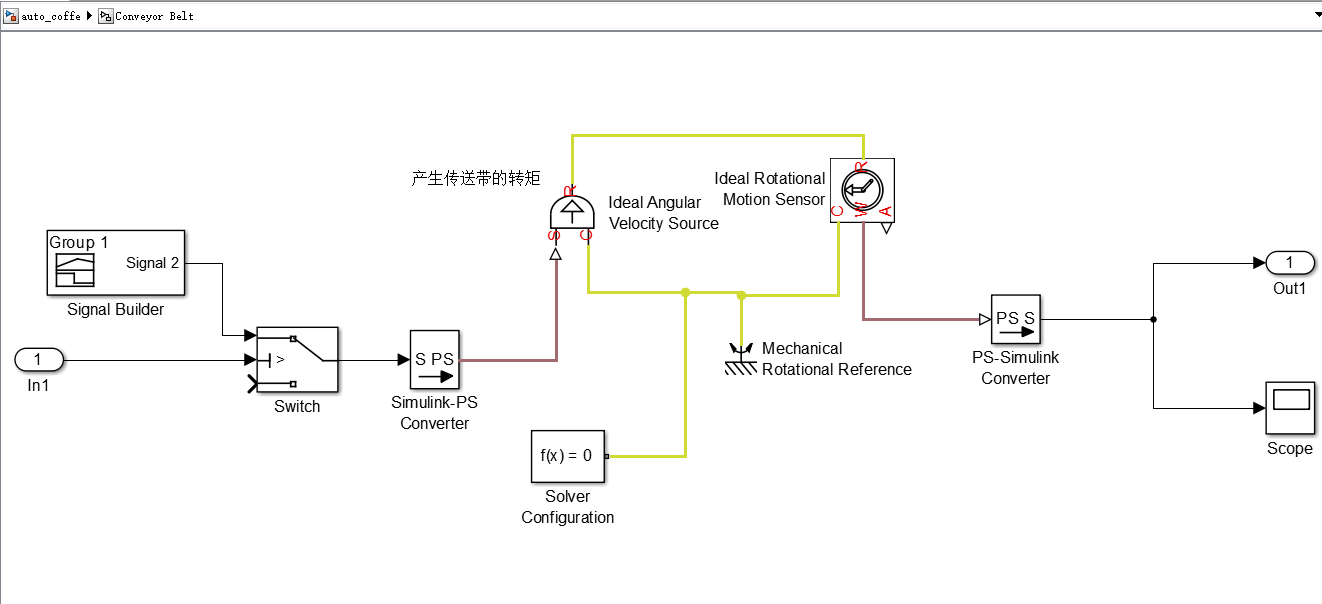 auto_coffe Conveyor Belt
产生传送带的转矩
R
S
C
Ideal Angular
Velocity Source
Ideal Rotational
Motion Sensor
R
C
W
A
Group 1
Signal 2
Signal Builder
1
In1
>
Switch
S PS
Simulink-PS
Converter
Mechanical
Rotational Reference
f(x) = 0
Solver
Configuration
PS S
PS-Simulink
Converter
1
Out1
Scope